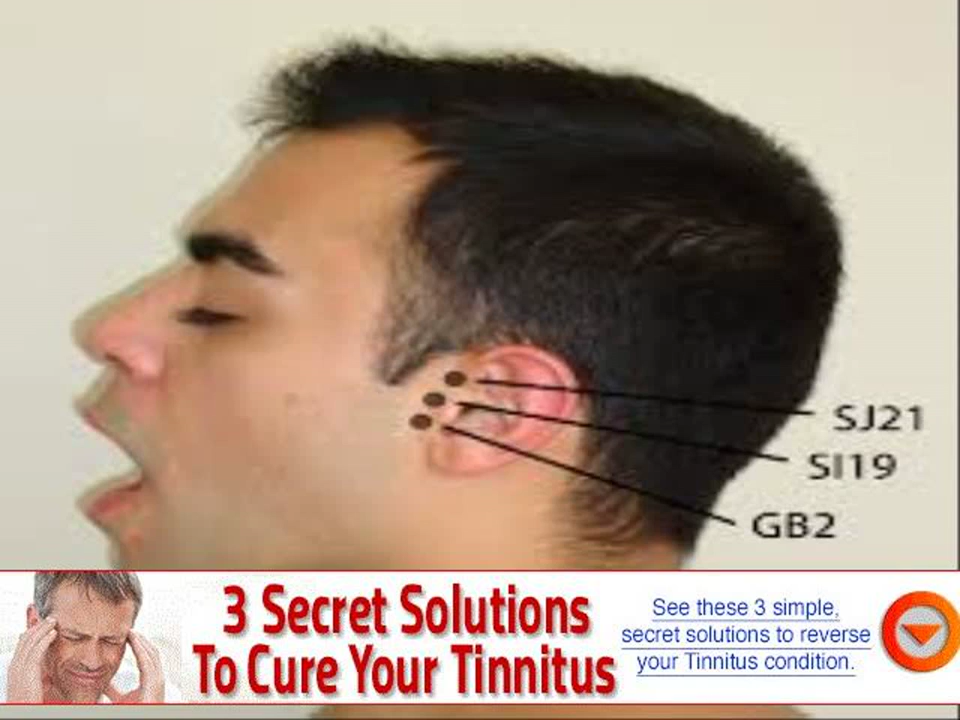 SJ21
SI19
GB2
3 Secret Solutions
To Cure Your Tinnitus
See these 3 simple,
secret solutions to reverse
your Tinnitus condition.